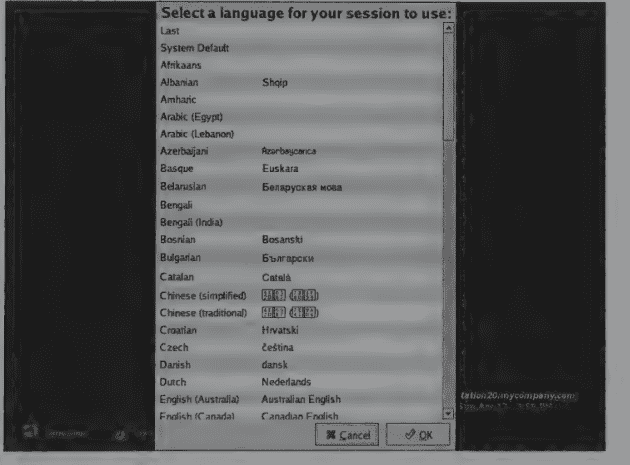 Select a language for your session to use:
Last
System Default
Afrikaans
Albanian Shqip
Amharic
Arabic (Egypt)
Arabic (Lebanon)
Azerbaijani Azərbaycanca
Basque Euskara
Belarusian Беларуская мова
Bengali
Bengali (India)
Bosnian Bosanski
Bulgarian Български
Catalan Català
Chinese (simplified)
Chinese (traditional)
Croatian Hrvatski
Czech čeština
Danish dansk
Dutch Nederlands
English (Australia) Australian English
English (Canada) Canadian English
tation20.mycompany.com
Cancel OK